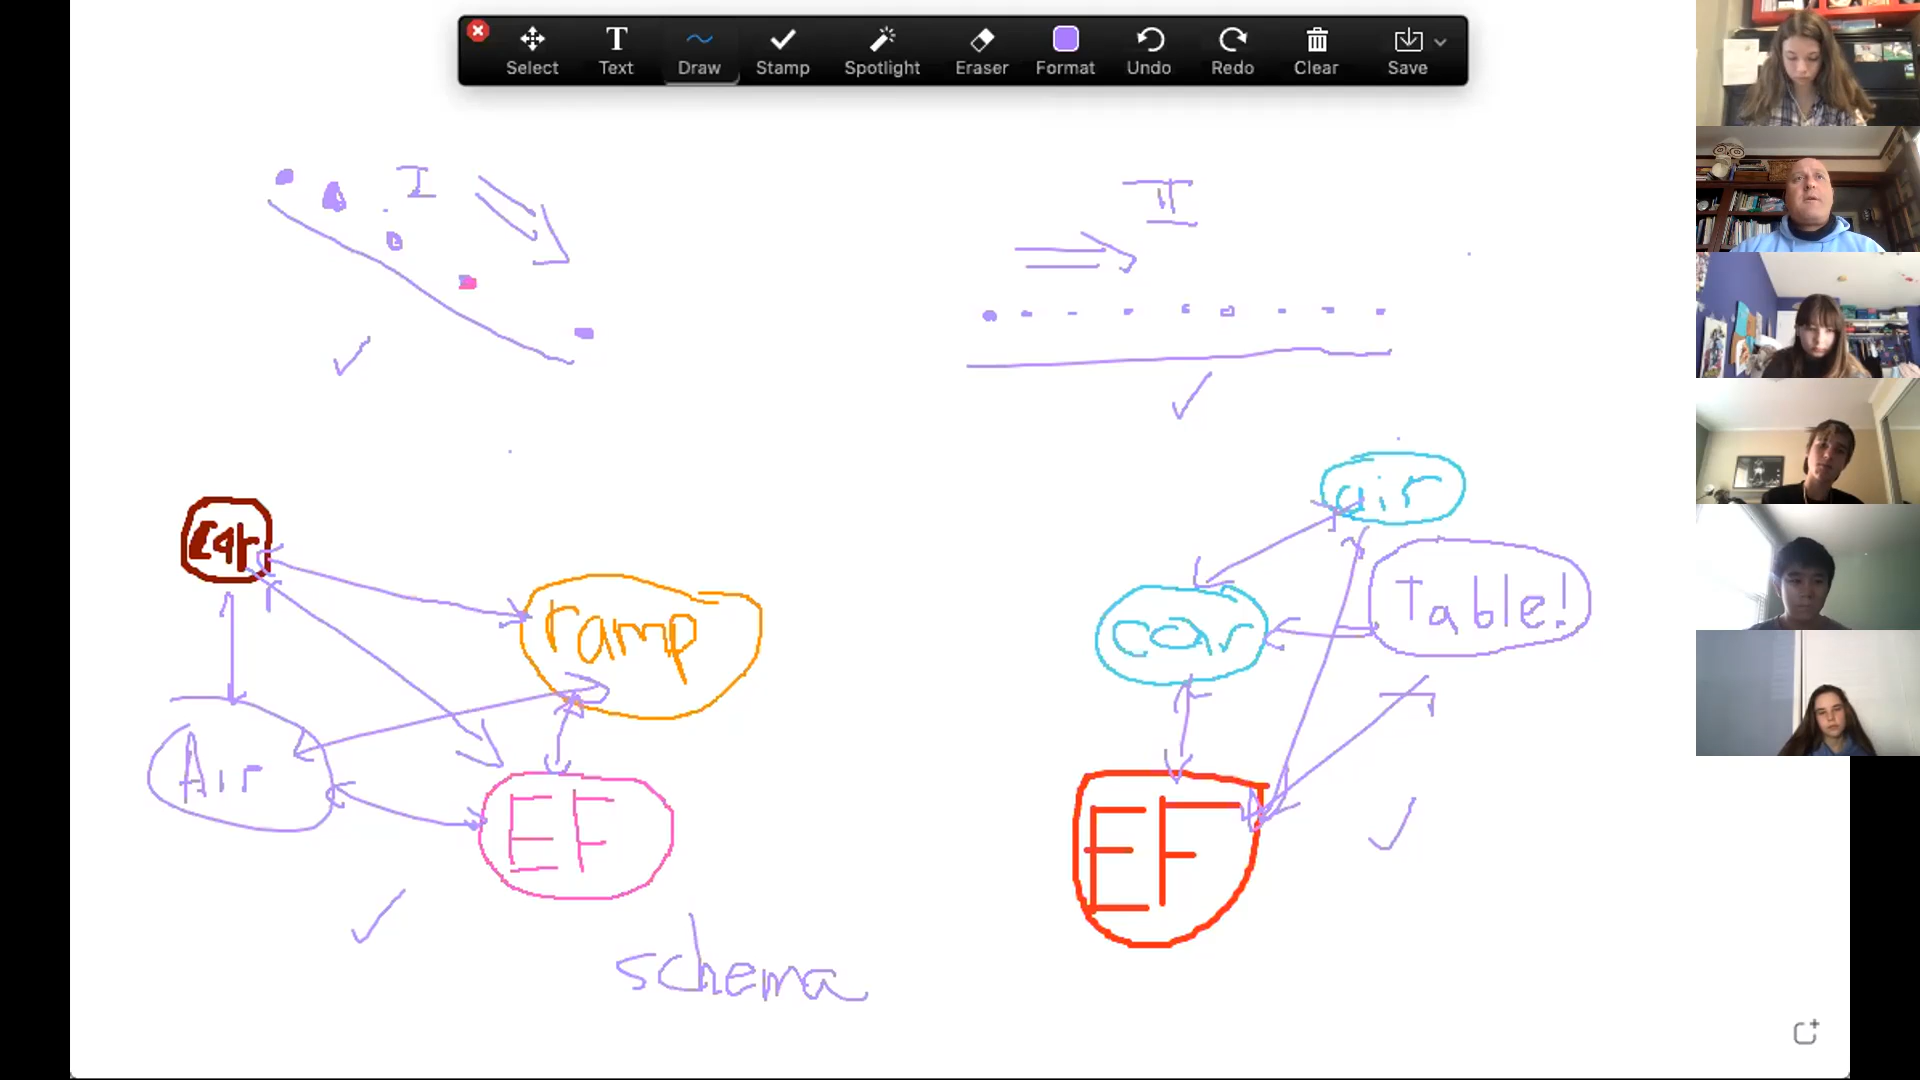 Select Text Draw Stamp Spotlight Eraser Format Undo Redo Clear Save
I
II
air
Car
car
Table!
ramp
Air
EF
EF
schema